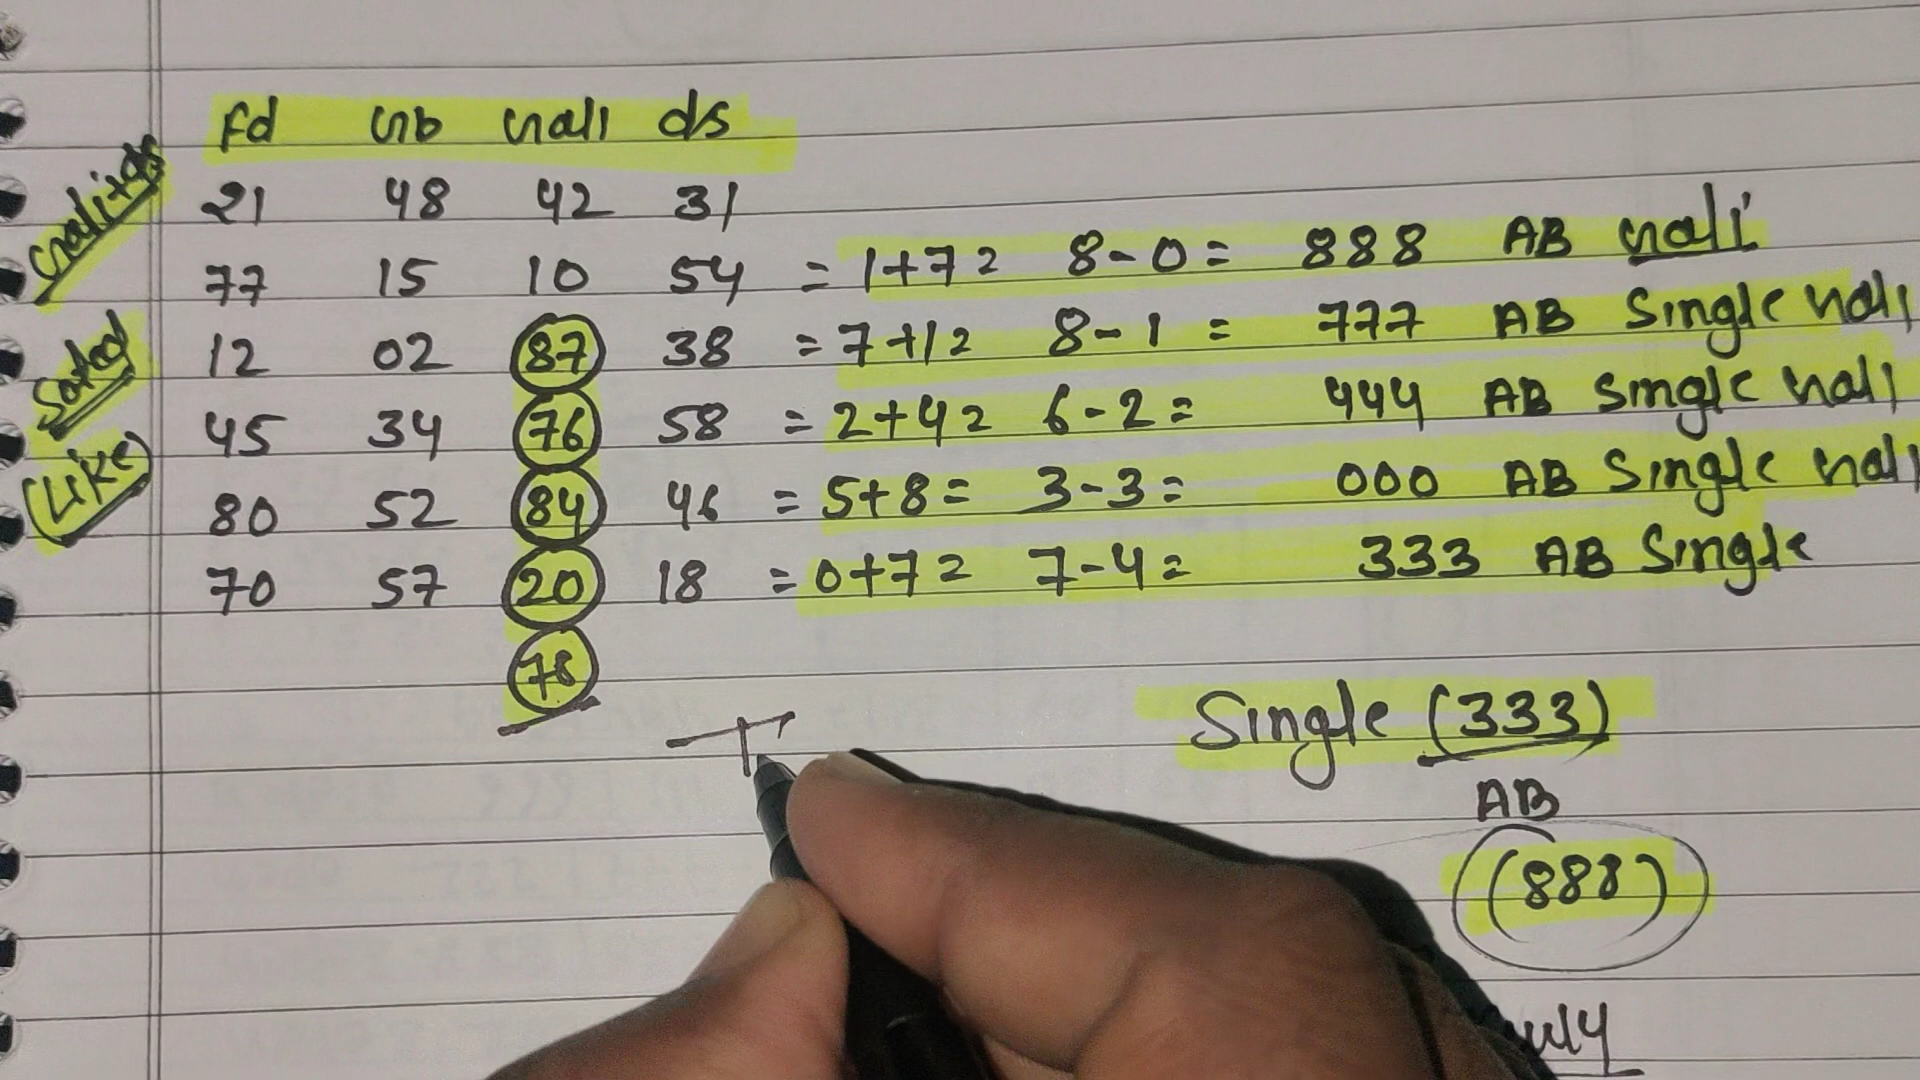 Fd Gb Gali ds
21 48 42 31
77 15 10 54 = 1+7= 8-0= 888 AB Gali
12 02 87 38 = 7+1= 8-1= 777 AB Single Gali
45 34 76 58 = 2+4= 6-2= 444 AB Single Gali
80 52 84 46 = 5+8= 3-3= 000 AB Single Gali
70 57 20 18 = 0+7= 7-4= 333 AB Single
78
Single (333)
AB
(888)
(Like)